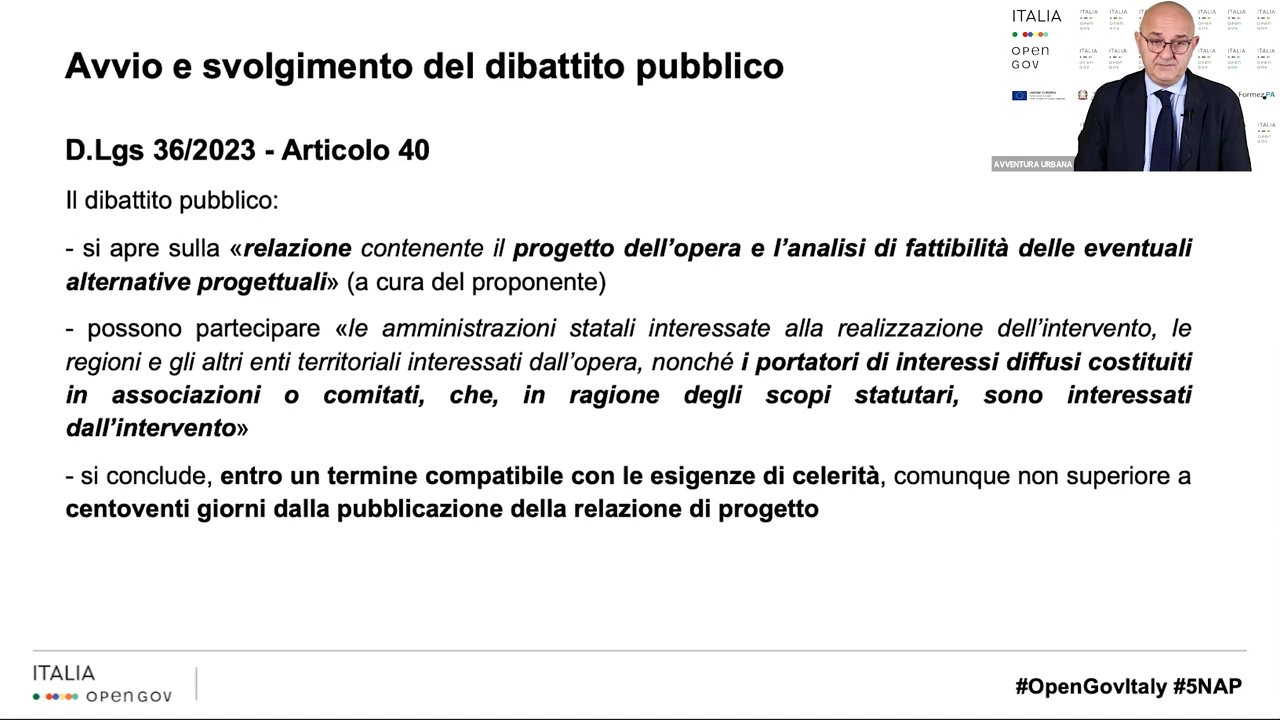 Avvio e svolgimento del dibattito pubblico
D.Lgs 36/2023 - Articolo 40
Il dibattito pubblico:
- si apre sulla «relazione contenente il progetto dell’opera e l’analisi di fattibilità delle eventuali
alternative progettuali» (a cura del proponente)
- possono partecipare «le amministrazioni statali interessate alla realizzazione dell’intervento, le
regioni e gli altri enti territoriali interessati dall’opera, nonché i portatori di interessi diffusi costituiti
in associazioni o comitati, che, in ragione degli scopi statutari, sono interessati
dall’intervento»
- si conclude, entro un termine compatibile con le esigenze di celerità, comunque non superiore a
centoventi giorni dalla pubblicazione della relazione di progetto
ITALIA
OPEN
GOV
FormezPA
AVVENTURA URBANA
ITALIA
OPEN GOV
#OpenGovItaly #5NAP